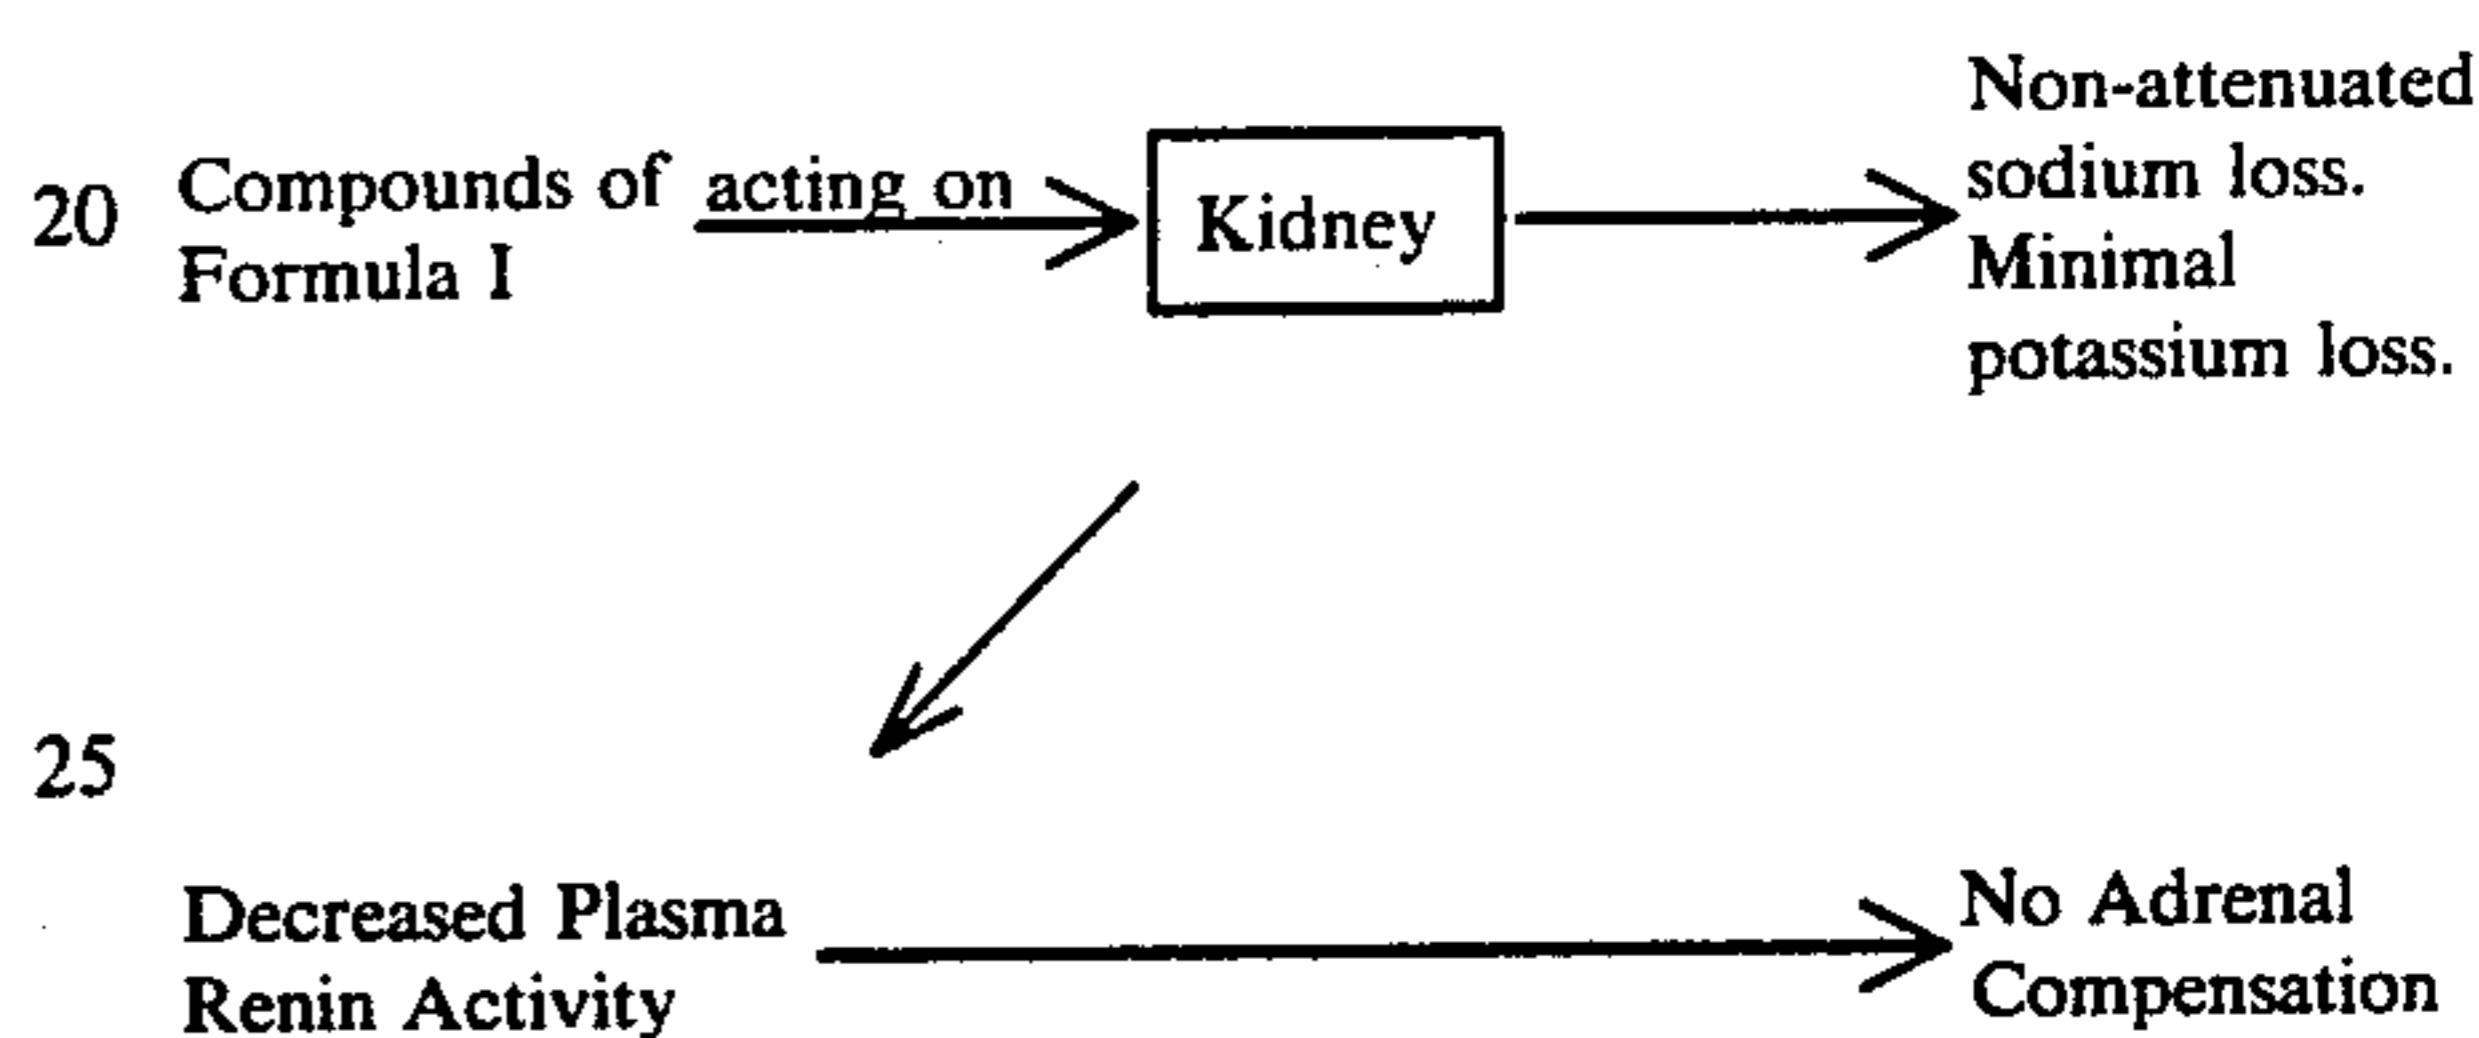 Non-attenuated
20 Compounds of acting on Kidney sodium loss.
Formula I Minimal
potassium loss.
25
Decreased Plasma No Adrenal
Renin Activity Compensation